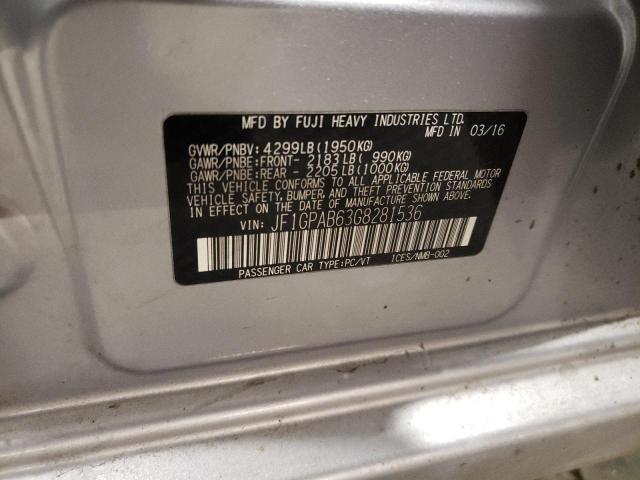 MFD BY FUJI HEAVY INDUSTRIES LTD.
MFD IN 03/16
GVWR/PNBV: 4299LB(1950KG)
GAWR/PNBE:FRONT- 2183LB( 990KG)
GAWR/PNBE:REAR - 2205LB(1000KG)
THIS VEHICLE CONFORMS TO ALL APPLICABLE FEDERAL MOTOR
VEHICLE SAFETY, BUMPER, AND THEFT PREVENTION STANDARDS
IN EFFECT ON THE DATE OF MANUFACTURE SHOWN ABOVE.
VIN: JF1GPAB63G8281536
PASSENGER CAR TYPE:PC/VT 1CES/NMB-002